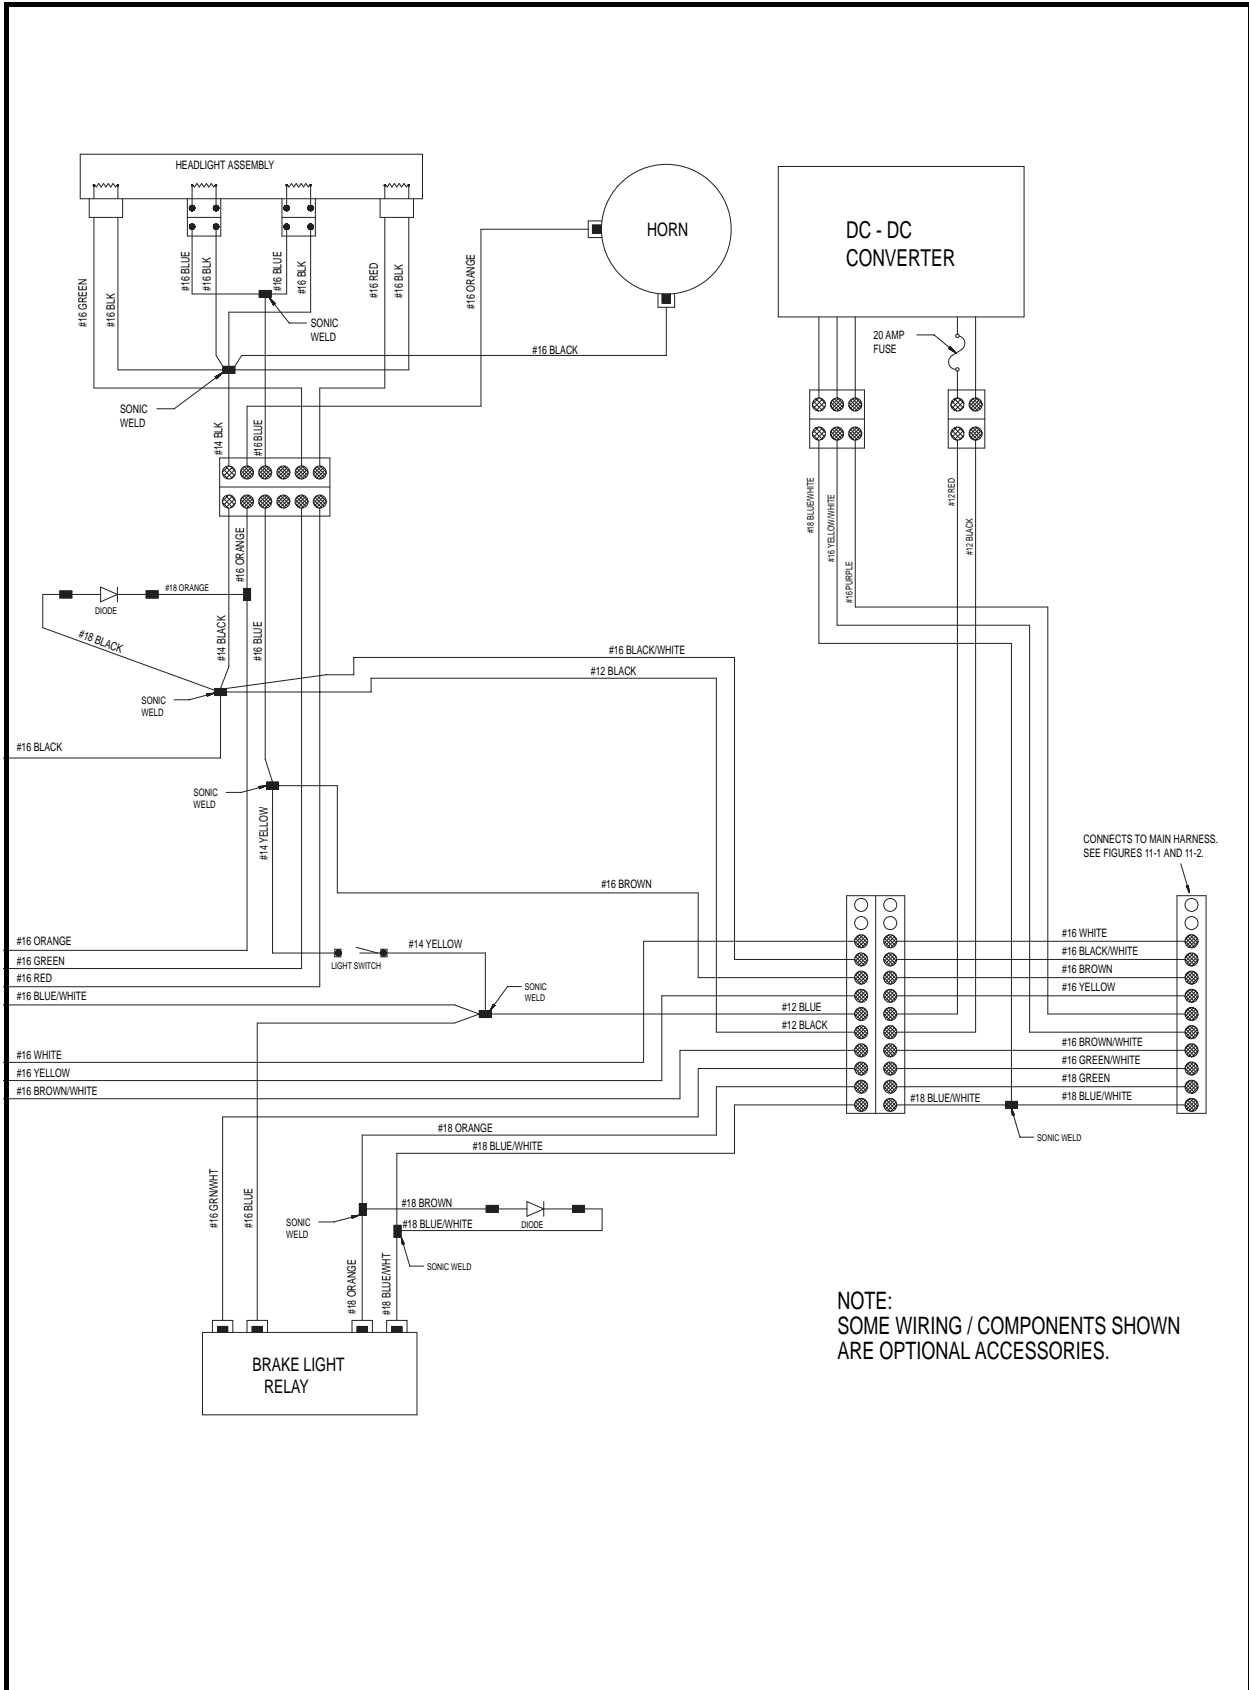 HEADLIGHT ASSEMBLY
#16 GREEN
#16 BLK
#16 BLUE
#16 BLK
#16 BLUE
#16 BLK
#16 RED
#16 BLK
SONIC
WELD
#16 ORANGE
HORN
#16 BLACK
DC - DC
CONVERTER
20 AMP
FUSE
SONIC
WELD
#14 BLK
#16 BLUE
#18 BLUE/WHITE
#16 YELLOW/WHITE
#16 PURPLE
#12 RED
#12 BLACK
#16 ORANGE
#18 ORANGE
DIODE
#18 BLACK
#14 BLACK
#16 BLUE
#16 BLACK/WHITE
#12 BLACK
SONIC
WELD
#16 BLACK
SONIC
WELD
#14 YELLOW
#16 BROWN
CONNECTS TO MAIN HARNESS.
SEE FIGURES 11-1 AND 11-2.
#16 ORANGE
#16 GREEN
#16 RED
#16 BLUE/WHITE
LIGHT SWITCH
#14 YELLOW
SONIC
WELD
#12 BLUE
#12 BLACK
#16 WHITE
#16 BLACK/WHITE
#16 BROWN
#16 YELLOW
#16 BROWN/WHITE
#16 GREEN/WHITE
#18 GREEN
#18 BLUE/WHITE
#18 BLUE/WHITE
SONIC WELD
#16 WHITE
#16 YELLOW
#16 BROWN/WHITE
#18 ORANGE
#18 BLUE/WHITE
#16 GRN/WHT
#16 BLUE
SONIC
WELD
#18 BROWN
#18 BLUE/WHITE
DIODE
SONIC WELD
#18 ORANGE
#18 BLUE/WHT
BRAKE LIGHT
RELAY
NOTE:
SOME WIRING / COMPONENTS SHOWN
ARE OPTIONAL ACCESSORIES.